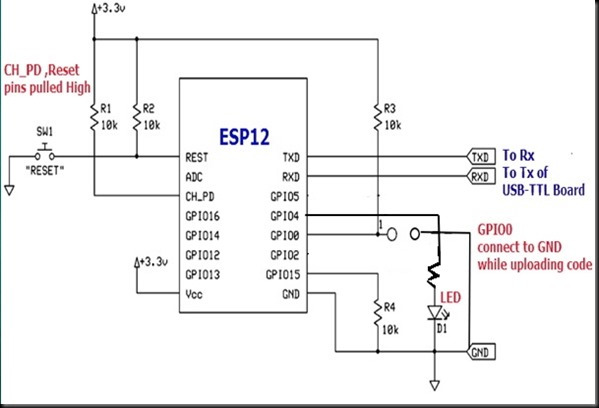 +3.3v
CH_PD ,Reset
pins pulled High
R1
10k
R2
10k
R3
10k
SW1
"RESET"
ESP12
REST
ADC
CH_PD
GPIO16
GPIO14
GPIO12
GPIO13
Vcc
TXD
RXD
GPIO5
GPIO4
GPIO0
GPIO2
GPIO15
GND
TXD
To Rx
RXD
To Tx of
USB-TTL Board
1
GPIO0
connect to GND
while uploading code
+3.3v
LED
D1
R4
10k
GND